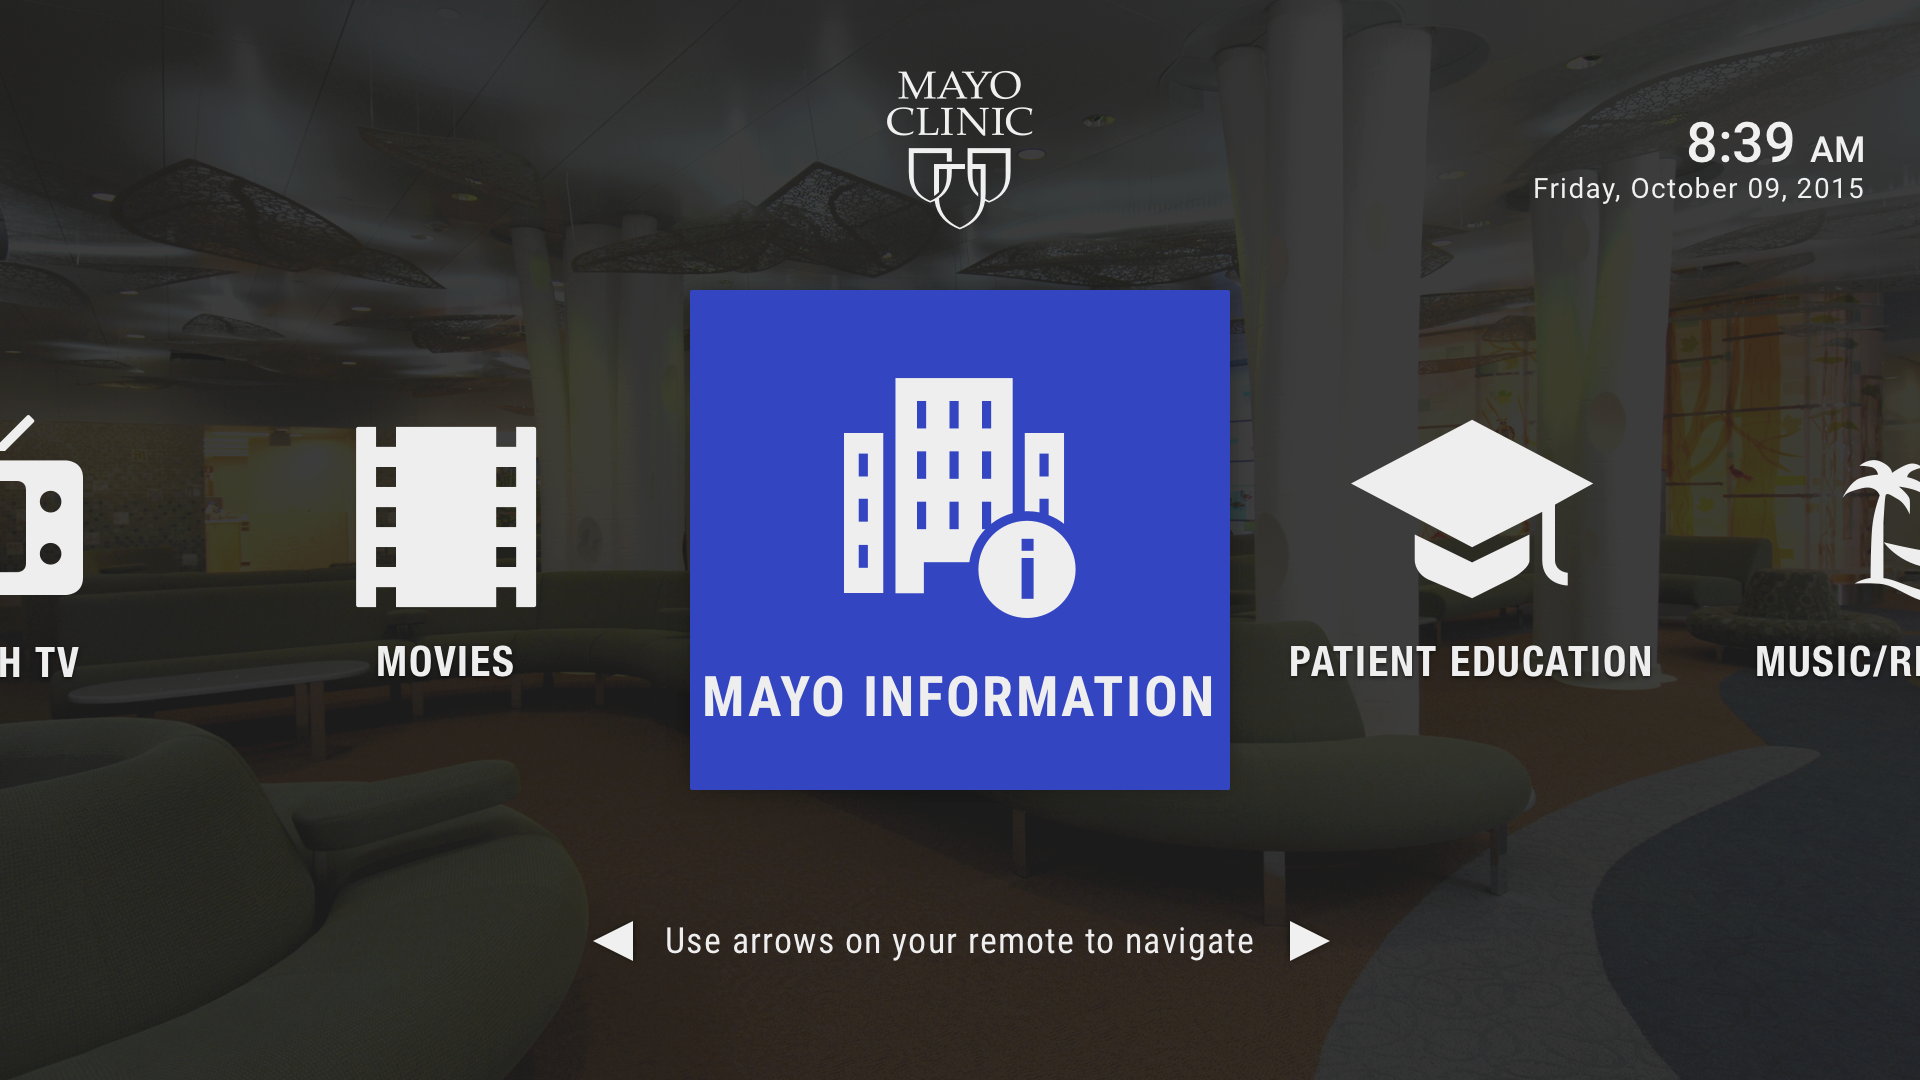 MAYO
CLINIC
8:39 AM
Friday, October 09, 2015
H TV
MOVIES
i
MAYO INFORMATION
PATIENT EDUCATION
MUSIC/R
Use arrows on your remote to navigate